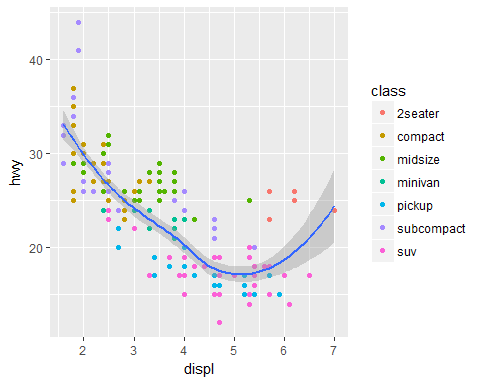 40
30
20
hwy
2 3 4 5 6 7
displ
class
2seater
compact
midsize
minivan
pickup
subcompact
suv